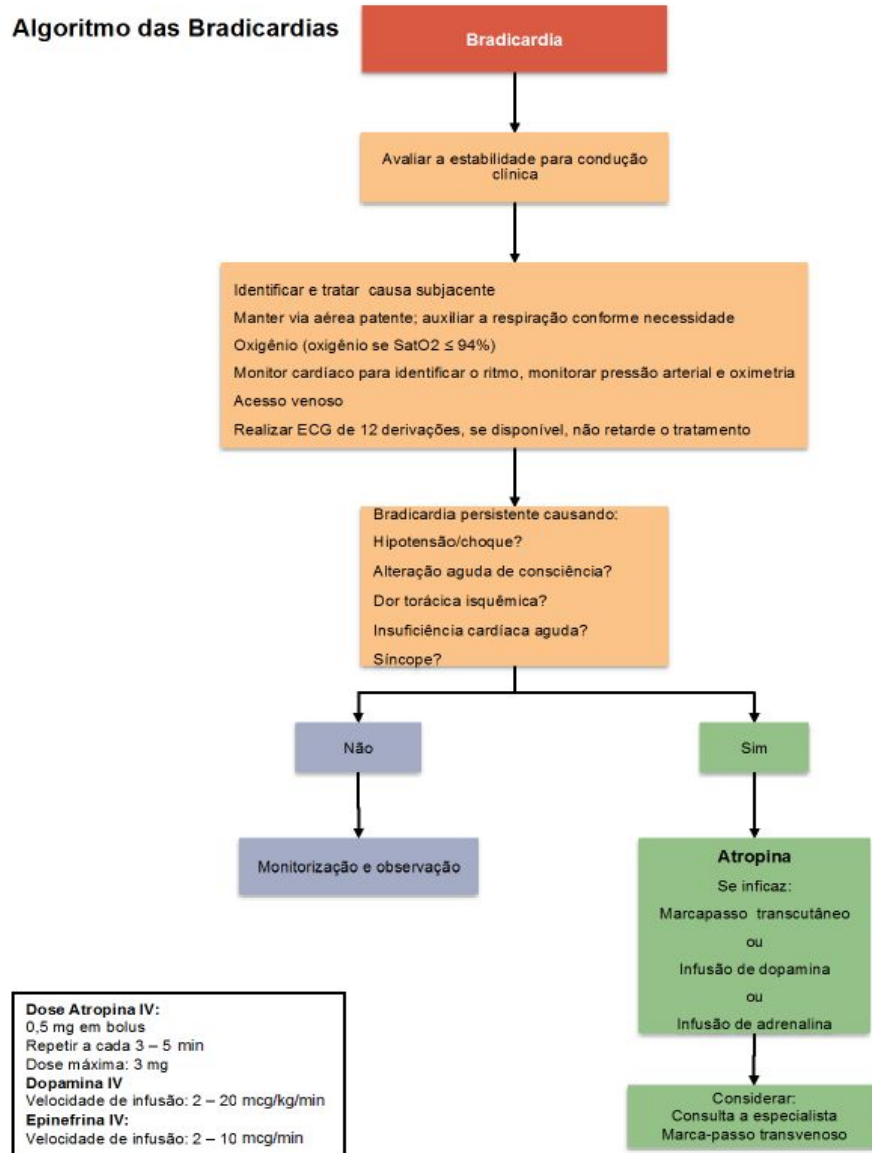 Algoritmo das Bradicardias
Bradicardia
Avaliar a estabilidade para condução
clínica
Identificar e tratar causa subjacente
Manter via aérea patente; auxiliar a respiração conforme necessidade
Oxigênio (oxigênio se SatO2 ≤ 94%)
Monitor cardíaco para identificar o ritmo, monitorar pressão arterial e oximetria
Acesso venoso
Realizar ECG de 12 derivações, se disponível, não retarde o tratamento
Bradicardia persistente causando:
Hipotensão/choque?
Alteração aguda de consciência?
Dor torácica isquêmica?
Insuficiência cardíaca aguda?
Síncope?
Não
Sim
Monitorização e observação
Atropina
Se inficaz:
Marcapasso transcutâneo
ou
Infusão de dopamina
ou
Infusão de adrenalina
Considerar:
Consulta a especialista
Marca-passo transvenoso
Dose Atropina IV:
0,5 mg em bolus
Repetir a cada 3 – 5 min
Dose máxima: 3 mg
Dopamina IV
Velocidade de infusão: 2 – 20 mcg/kg/min
Epinefrina IV:
Velocidade de infusão: 2 – 10 mcg/min